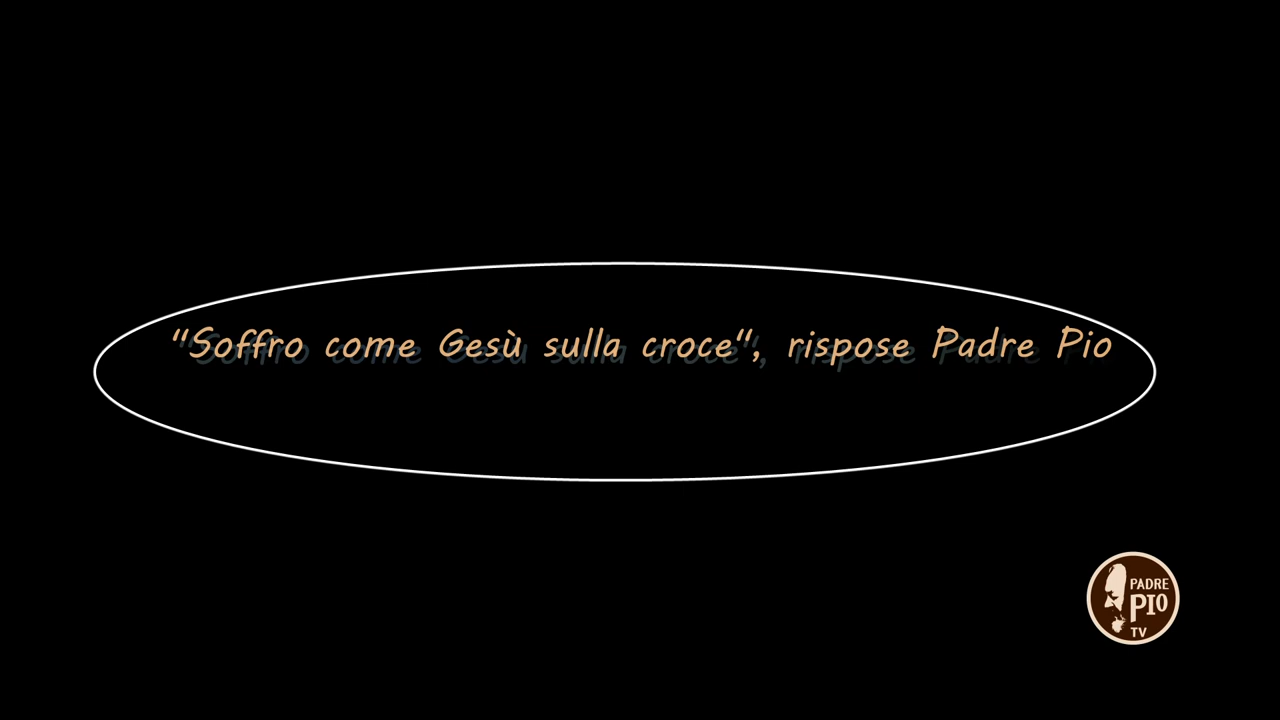 "Soffro come Gesù sulla croce", rispose Padre Pio
PADRE
PIO
TV